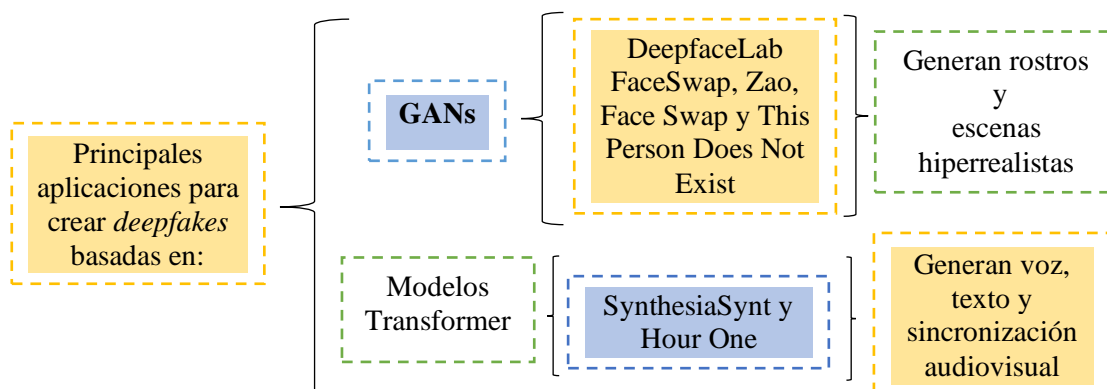 Principales
aplicaciones para
crear deepfakes
basadas en:
GANs
DeepfaceLab
FaceSwap, Zao,
Face Swap y This
Person Does Not
Exist
Generan rostros
y
escenas
hiperrealistas
Modelos
Transformer
SynthesiaSynt y
Hour One
Generan voz,
texto y
sincronización
audiovisual